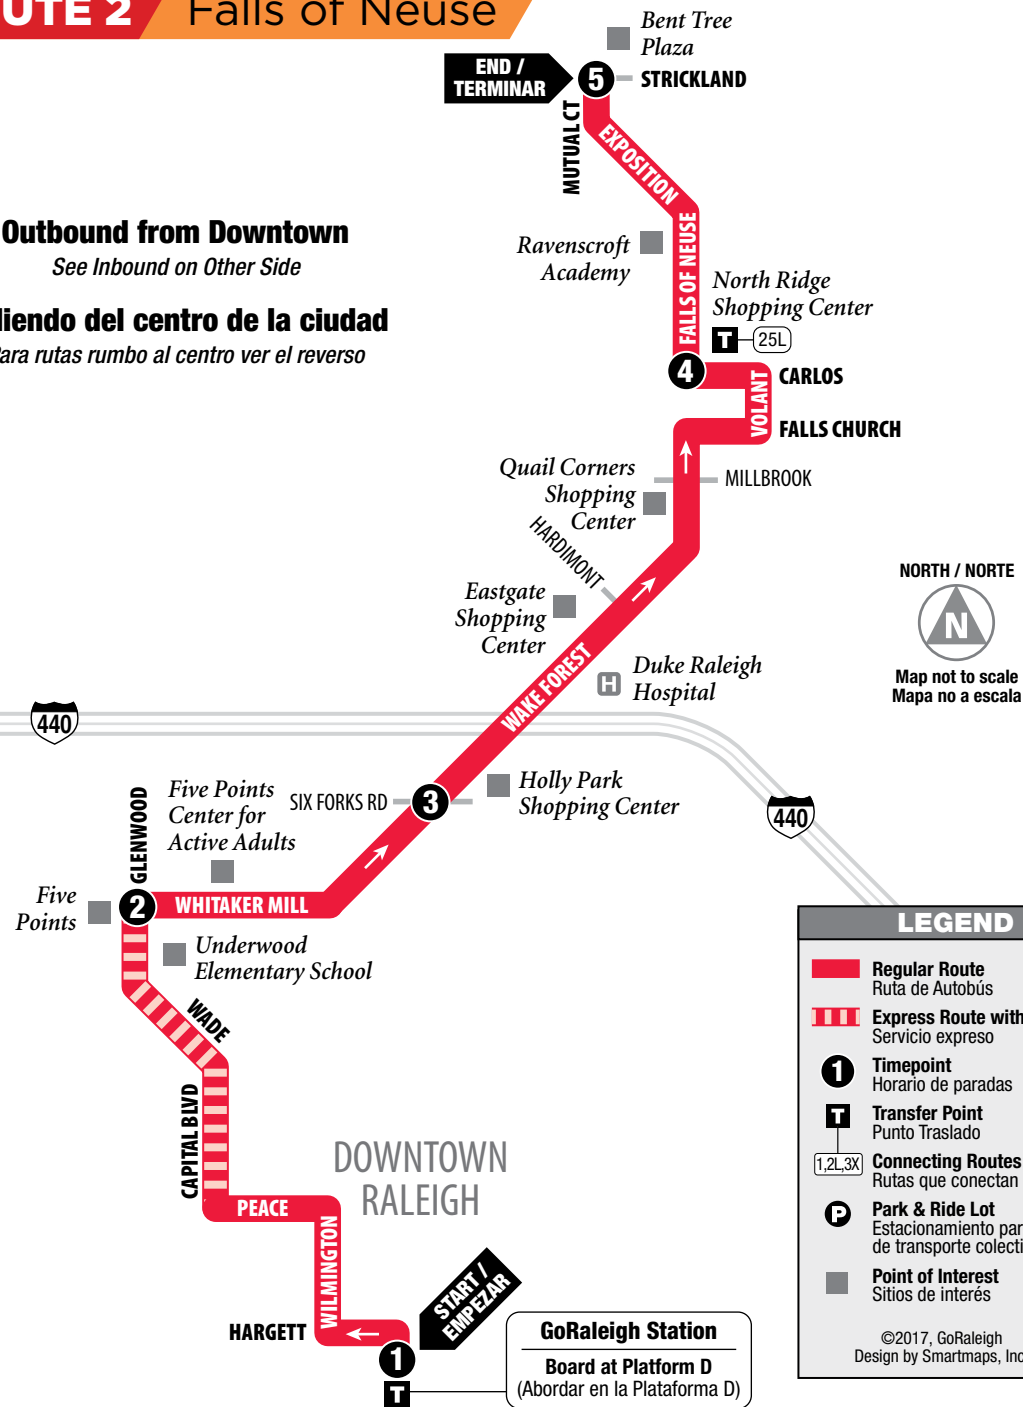 UTE 2 Falls of Neuse
Bent Tree
Plaza
END /
TERMINAR
5
STRICKLAND
MUTUAL CT
EXPOSITION
Outbound from Downtown
See Inbound on Other Side
liendo del centro de la ciudad
ara rutas rumbo al centro ver el reverso
Ravenscroft
Academy
FALLS OF NEUSE
North Ridge
Shopping Center
T 25L
4
CARLOS
VOLANT
FALLS CHURCH
Quail Corners
Shopping
Center
MILLBROOK
HARDIMONT
Eastgate
Shopping
Center
NORTH / NORTE
N
Map not to scale
Mapa no a escala
WAKE FOREST
H
Duke Raleigh
Hospital
440
Five Points
Center for
Active Adults
SIX FORKS RD
3
Holly Park
Shopping Center
440
GLENWOOD
Five
Points
2
WHITAKER MILL
Underwood
Elementary School
WADE
CAPITAL BLVD
DOWNTOWN
RALEIGH
PEACE
WILMINGTON
START /
EMPEZAR
HARGETT
1
T
GoRaleigh Station
Board at Platform D
(Abordar en la Plataforma D)
LEGEND
Regular Route
Ruta de Autobús
Express Route with
Servicio expreso
1
Timepoint
Horario de paradas
T
Transfer Point
Punto Traslado
1,2L,3X
Connecting Routes
Rutas que conectan
P
Park & Ride Lot
Estacionamiento par
de transporte colecti
Point of Interest
Sitios de interés
©2017, GoRaleigh
Design by Smartmaps, Inc